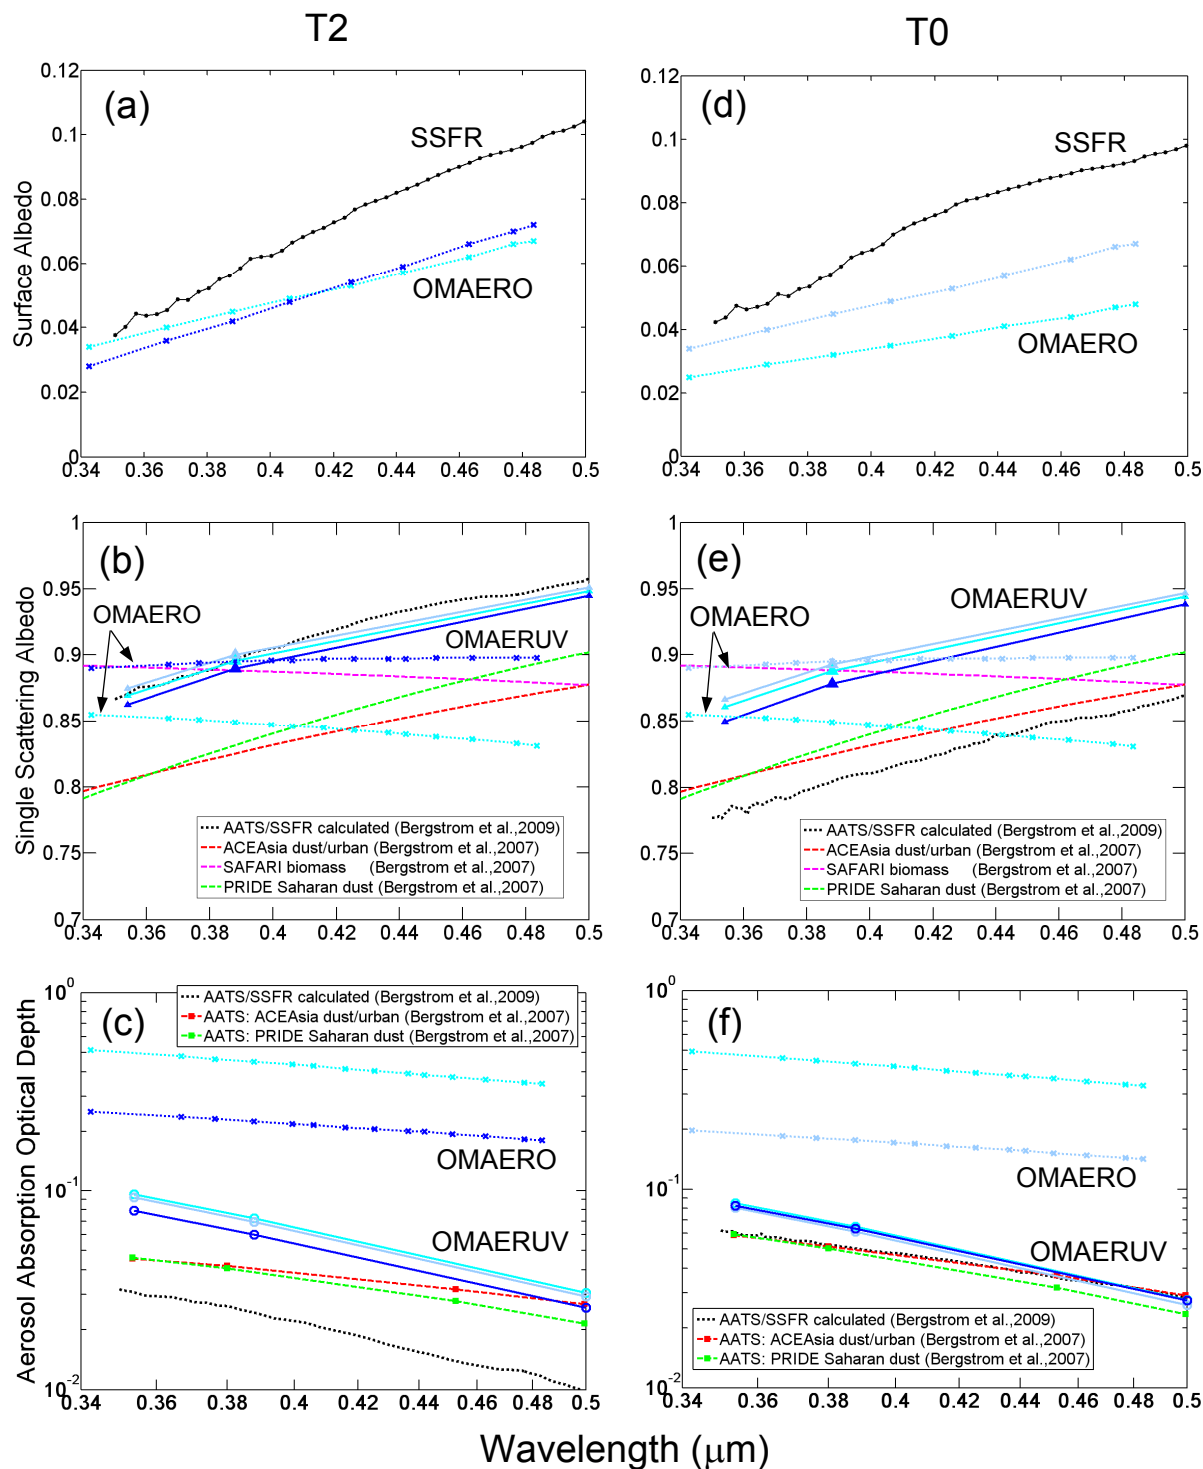 T2
T0
0.12
0.1
0.08
0.06
0.04
0.02
0
Surface Albedo
(a)
SSFR
OMAERO
0.34 0.36 0.38 0.4 0.42 0.44 0.46 0.48 0.5
0.12
0.1
0.08
0.06
0.04
0.02
0
(d)
SSFR
OMAERO
0.34 0.36 0.38 0.4 0.42 0.44 0.46 0.48 0.5
1
0.95
0.9
0.85
0.8
0.75
0.7
Single Scattering Albedo
(b)
OMAERO
OMAERUV
AATS/SSFR calculated (Bergstrom et al.,2009)
ACEAsia dust/urban (Bergstrom et al.,2007)
SAFARI biomass (Bergstrom et al.,2007)
PRIDE Saharan dust (Bergstrom et al.,2007)
0.34 0.36 0.38 0.4 0.42 0.44 0.46 0.48 0.5
1
0.95
0.9
0.85
0.8
0.75
0.7
(e)
OMAERUV
OMAERO
AATS/SSFR calculated (Bergstrom et al.,2009)
ACEAsia dust/urban (Bergstrom et al.,2007)
SAFARI biomass (Bergstrom et al.,2007)
PRIDE Saharan dust (Bergstrom et al.,2007)
0.34 0.36 0.38 0.4 0.42 0.44 0.46 0.48 0.5
10^0
10^-1
10^-2
Aerosol Absorption Optical Depth
(c)
AATS/SSFR calculated (Bergstrom et al.,2009)
AATS: ACEAsia dust/urban (Bergstrom et al.,2007)
AATS: PRIDE Saharan dust (Bergstrom et al.,2007)
OMAERO
OMAERUV
0.34 0.36 0.38 0.4 0.42 0.44 0.46 0.48 0.5
10^0
10^-1
10^-2
(f)
OMAERO
OMAERUV
AATS/SSFR calculated (Bergstrom et al.,2009)
AATS: ACEAsia dust/urban (Bergstrom et al.,2007)
AATS: PRIDE Saharan dust (Bergstrom et al.,2007)
0.34 0.36 0.38 0.4 0.42 0.44 0.46 0.48 0.5
Wavelength (μm)